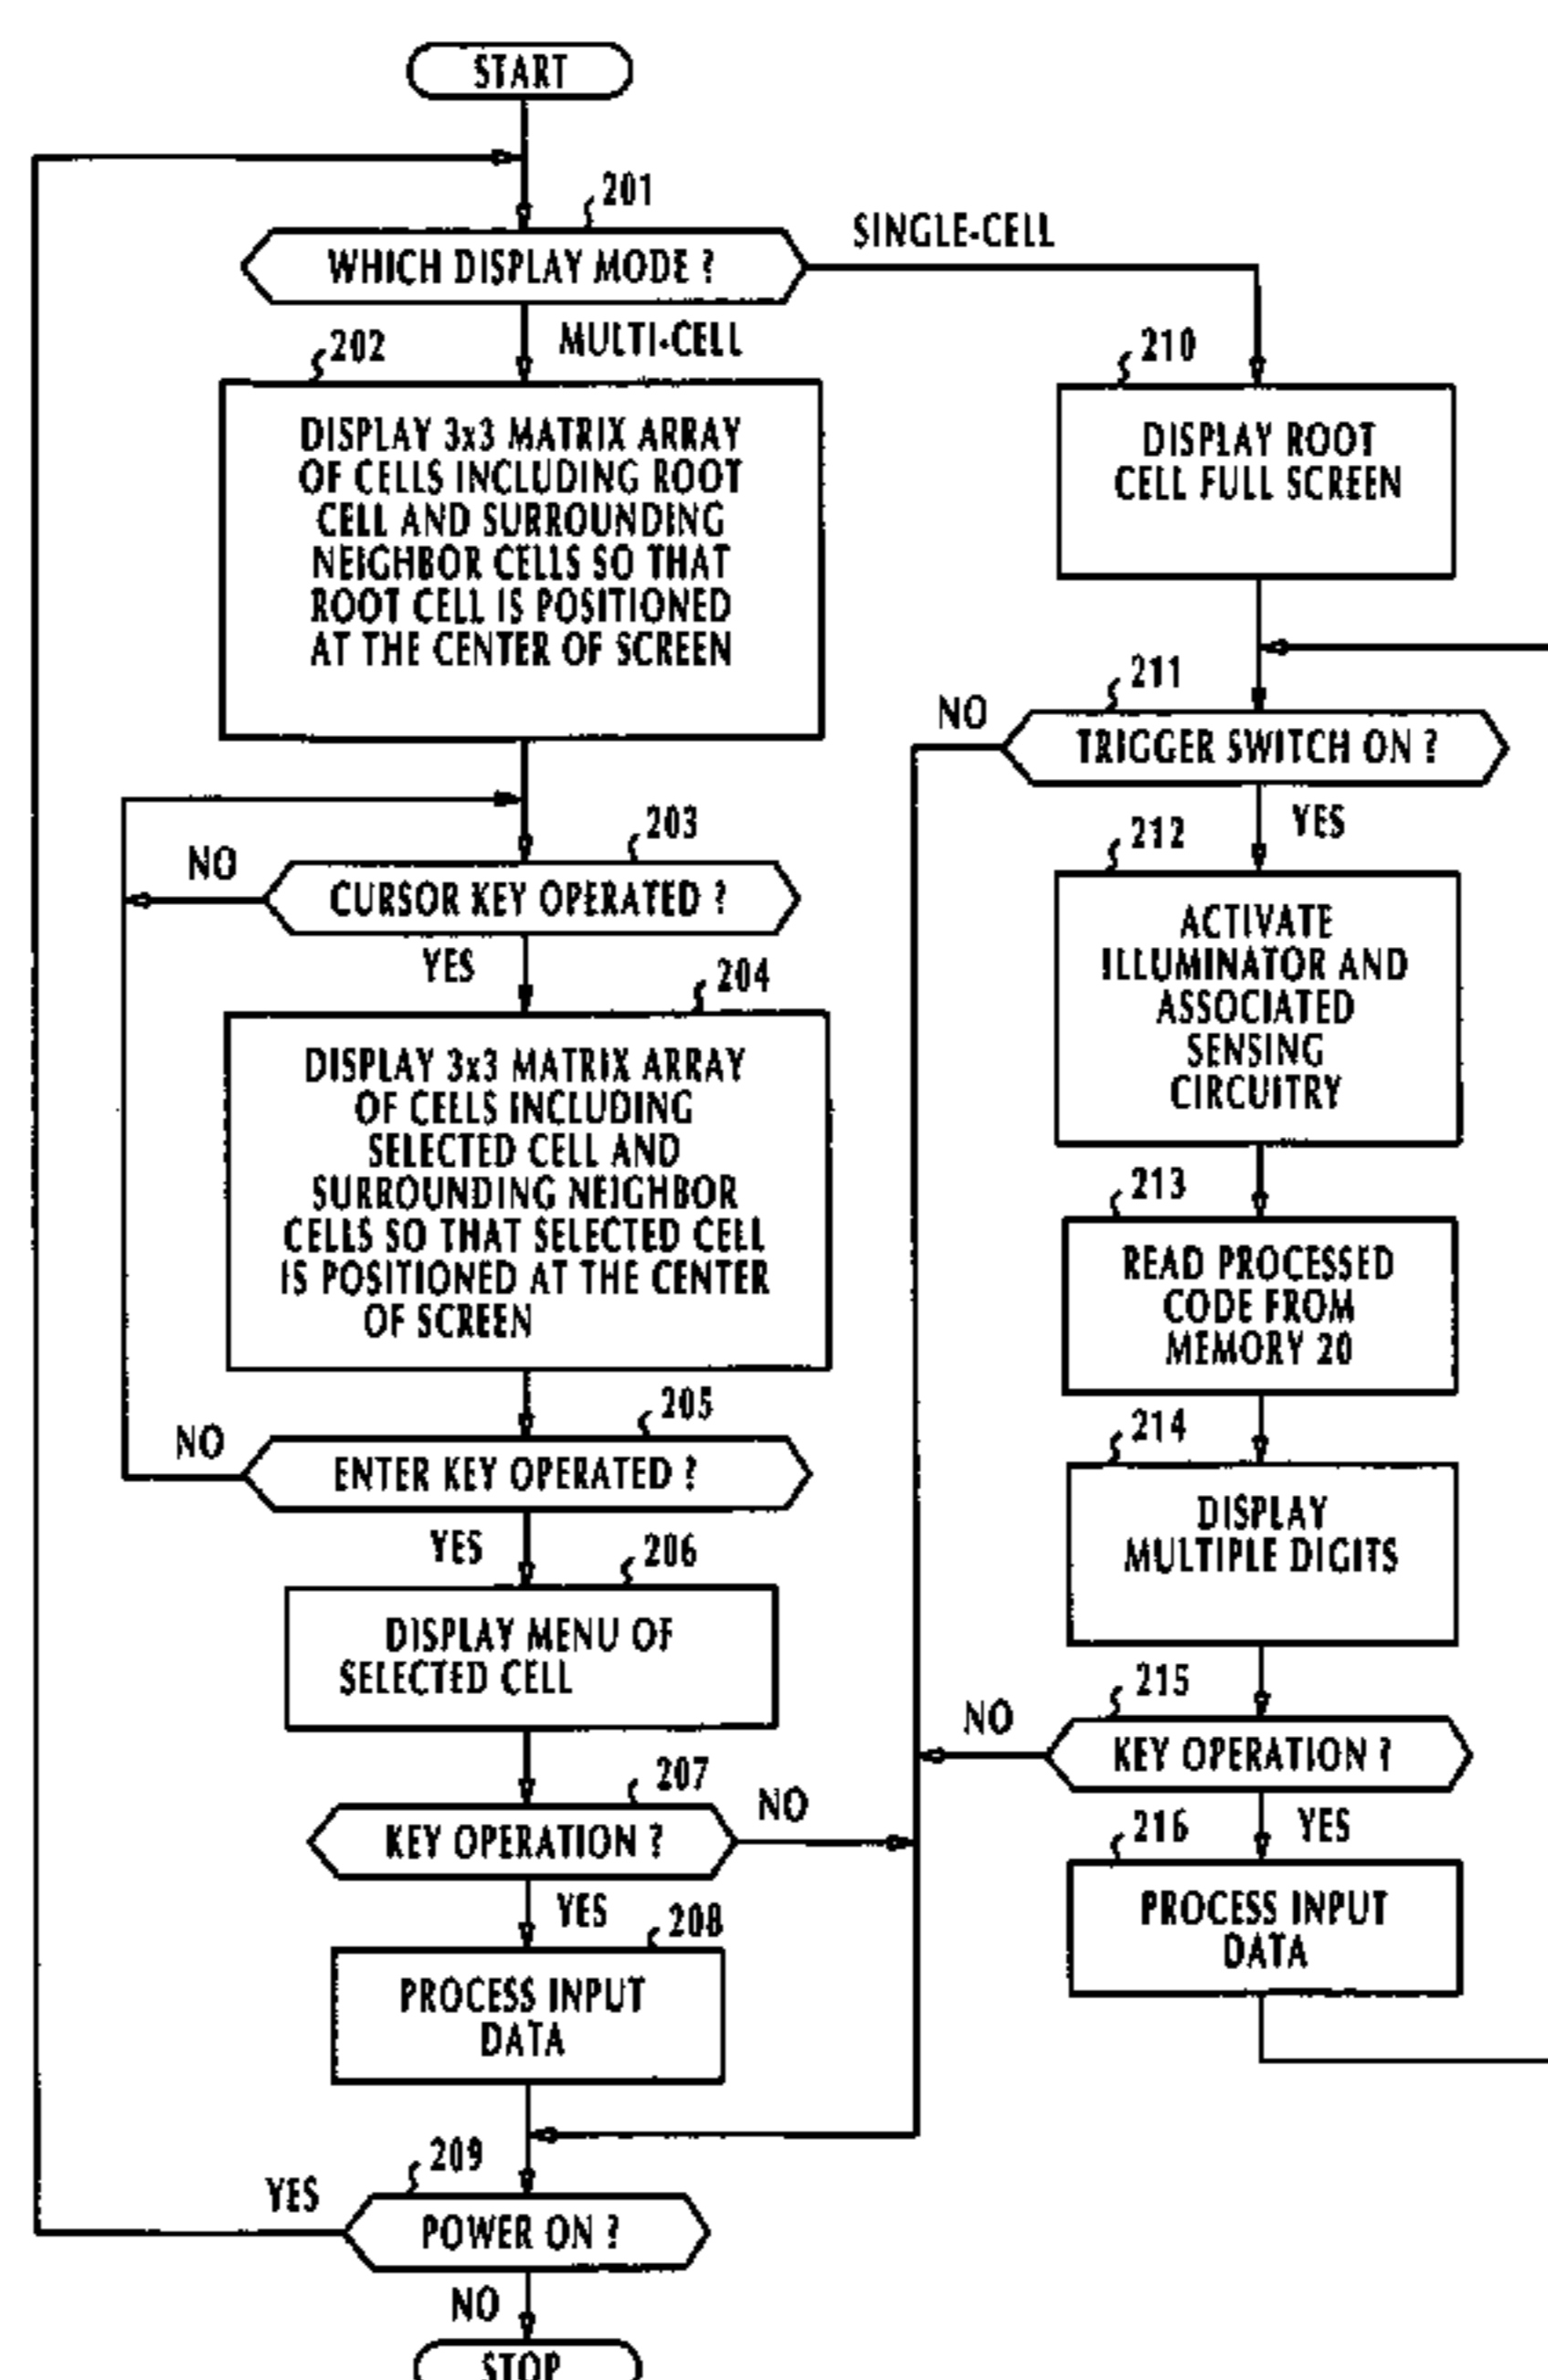 START
201
WHICH DISPLAY MODE ?
SINGLE-CELL
MULTI-CELL
202
DISPLAY 3x3 MATRIX ARRAY
OF CELLS INCLUDING ROOT
CELL AND SURROUNDING
NEIGHBOR CELLS SO THAT
ROOT CELL IS POSITIONED
AT THE CENTER OF SCREEN
203
NO
CURSOR KEY OPERATED ?
YES
204
DISPLAY 3x3 MATRIX ARRAY
OF CELLS INCLUDING
SELECTED CELL AND
SURROUNDING NEIGHBOR
CELLS SO THAT SELECTED CELL
IS POSITIONED AT THE CENTER
OF SCREEN
205
NO
ENTER KEY OPERATED ?
YES
206
DISPLAY MENU OF
SELECTED CELL
207
NO
KEY OPERATION ?
YES
208
PROCESS INPUT
DATA
209
YES
POWER ON ?
NO
STOP
210
DISPLAY ROOT
CELL FULL SCREEN
211
NO
TRIGGER SWITCH ON ?
YES
212
ACTIVATE
ILLUMINATOR AND
ASSOCIATED
SENSING
CIRCUITRY
213
READ PROCESSED
CODE FROM
MEMORY 20
214
DISPLAY
MULTIPLE DIGITS
215
NO
KEY OPERATION ?
YES
216
PROCESS INPUT
DATA